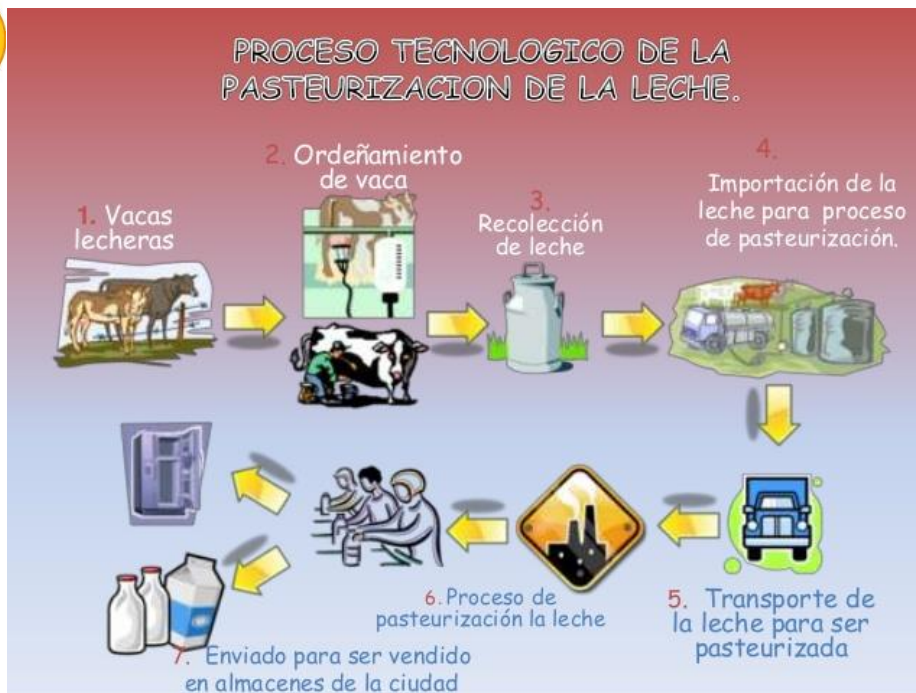 PROCESO TECNOLOGICO DE LA
PASTEURIZACION DE LA LECHE.
1. Vacas
lecheras
2. Ordeñamiento
de vaca
3.
Recolección
de leche
4.
Importación de la
leche para proceso
de pasteurización.
5. Transporte de
la leche para ser
pasteurizada
6. Proceso de
pasteurización la leche
7. Enviado para ser vendido
en almacenes de la ciudad